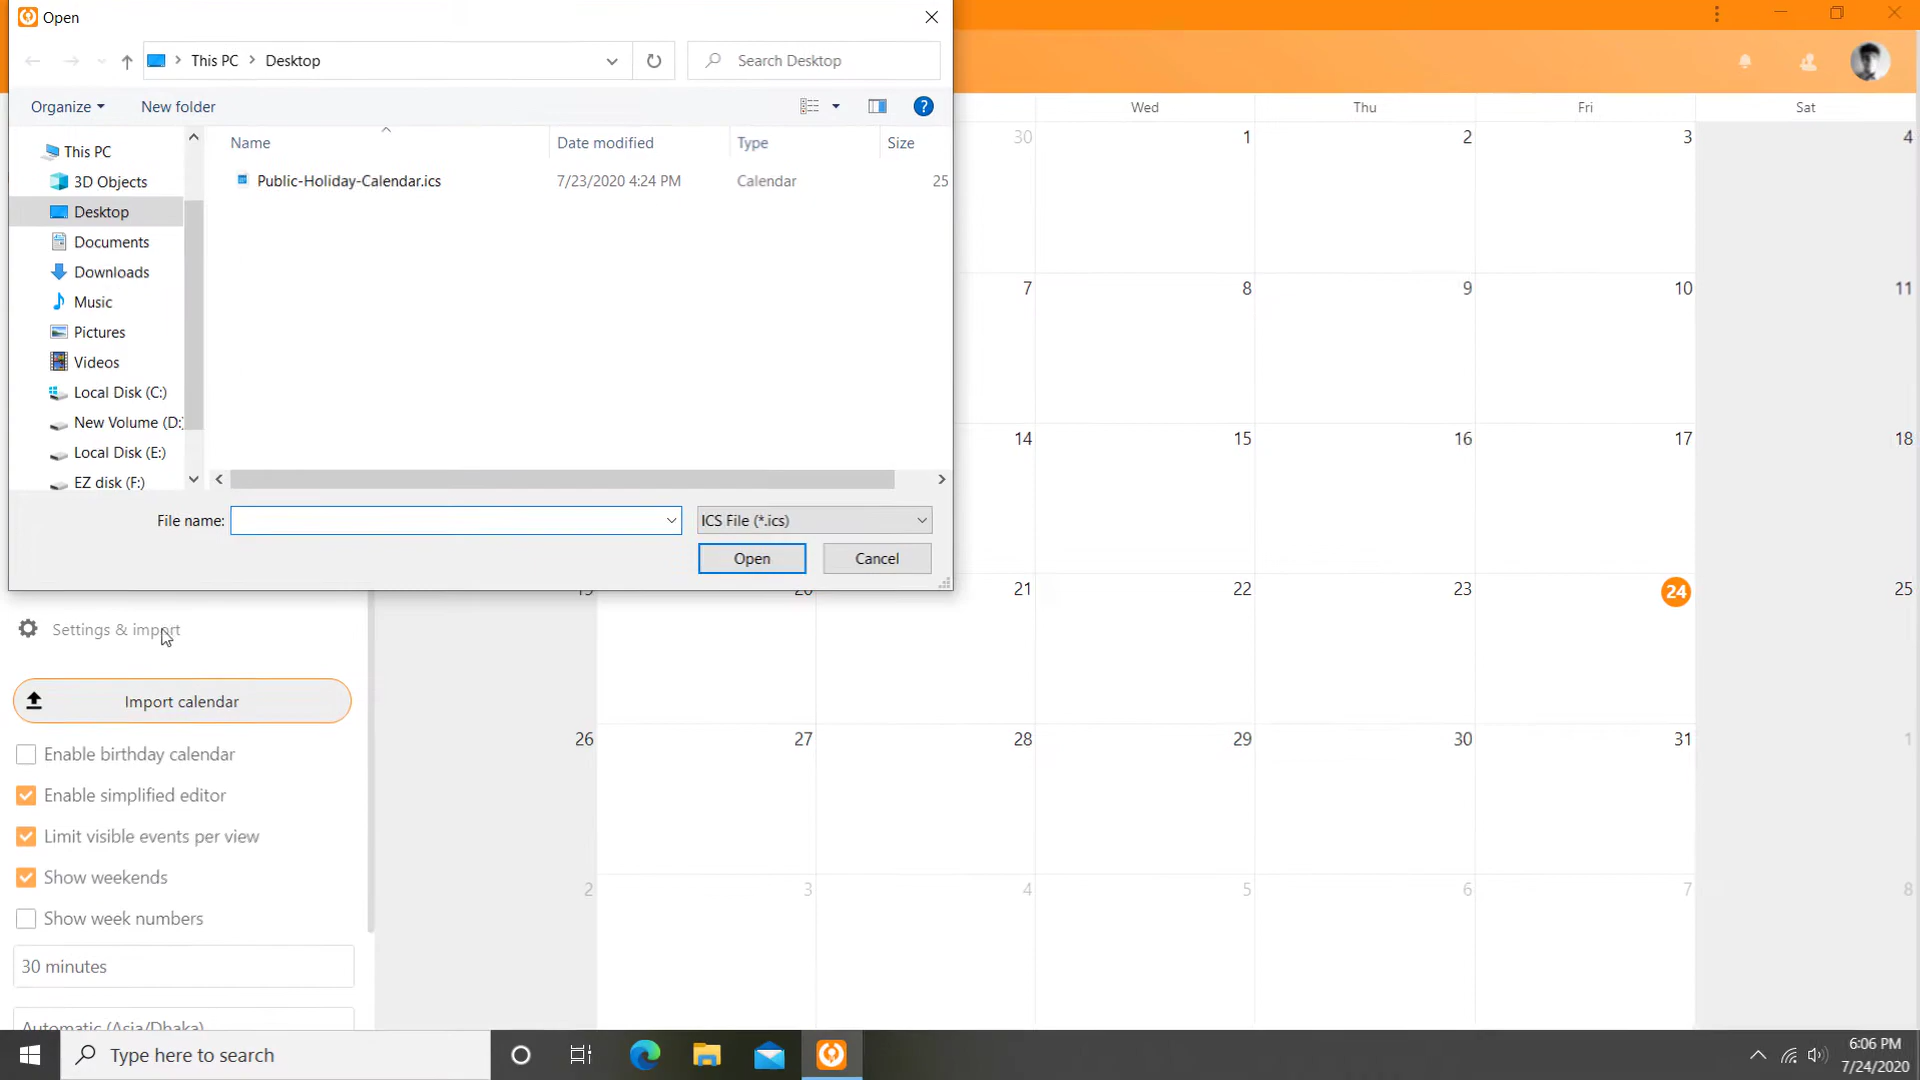 Open
This PC > Desktop
Search Desktop
Organize
New folder
Name
Date modified
Type
Size
This PC
3D Objects
Desktop
Documents
Downloads
Music
Pictures
Videos
Local Disk (C:)
New Volume (D:)
Local Disk (E:)
EZ disk (F:)
Public-Holiday-Calendar.ics 7/23/2020 4:24 PM Calendar 25
File name:
ICS File (*.ics)
Open
Cancel
Wed Thu Fri Sat
30 1 2 3 4
7 8 9 10 11
14 15 16 17 18
19 20 21 22 23 24 25
26 27 28 29 30 31 1
2 3 4 5 6 7 8
Settings & import
Import calendar
Enable birthday calendar
Enable simplified editor
Limit visible events per view
Show weekends
Show week numbers
30 minutes
Automatic (Asia/Dhaka)
Type here to search
6:06 PM
7/24/2020